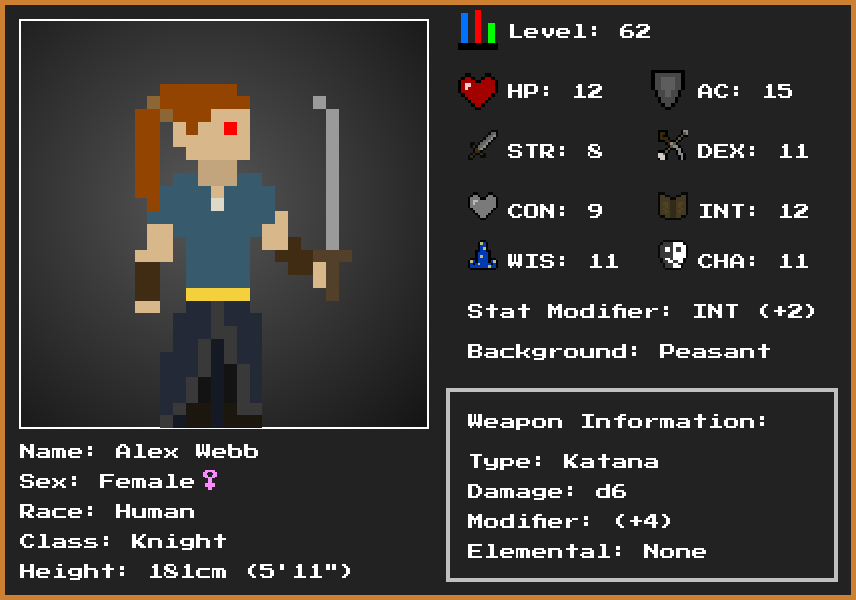 Level: 62
HP: 12 AC: 15
STR: 8 DEX: 11
CON: 9 INT: 12
WIS: 11 CHA: 11
Stat Modifier: INT (+2)
Background: Peasant
Weapon Information:
Type: Katana
Damage: d6
Modifier: (+4)
Elemental: None
Name: Alex Webb
Sex: Female♀
Race: Human
Class: Knight
Height: 181cm (5'11")